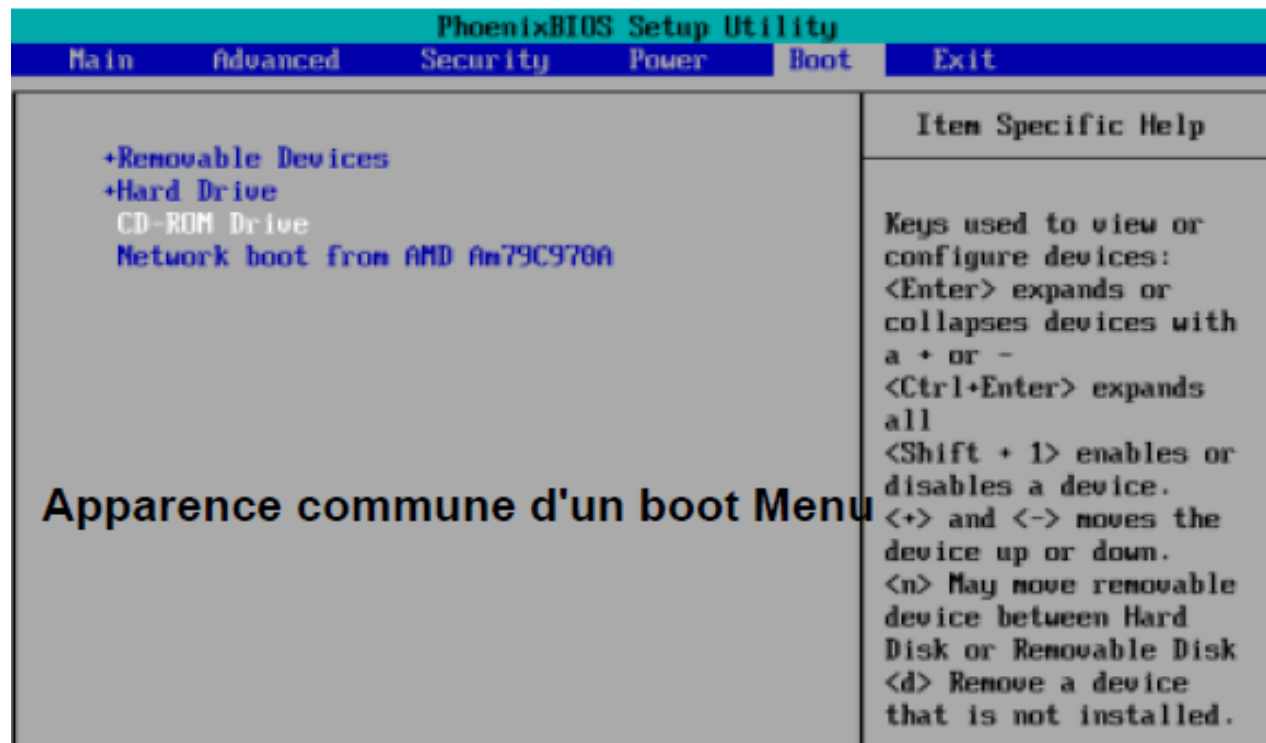 PhoenixBIOS Setup Utility
Main Advanced Security Power Boot Exit
+Removable Devices
+Hard Drive
CD-ROM Drive
Network boot from AMD Am79C970A
Apparence commune d'un boot Menu
Item Specific Help
Keys used to view or
configure devices:
<Enter> expands or
collapses devices with
a + or -
<Ctrl+Enter> expands
all
<Shift + 1> enables or
disables a device.
<+> and <-> moves the
device up or down.
<n> May move removable
device between Hard
Disk or Removable Disk
<d> Remove a device
that is not installed.